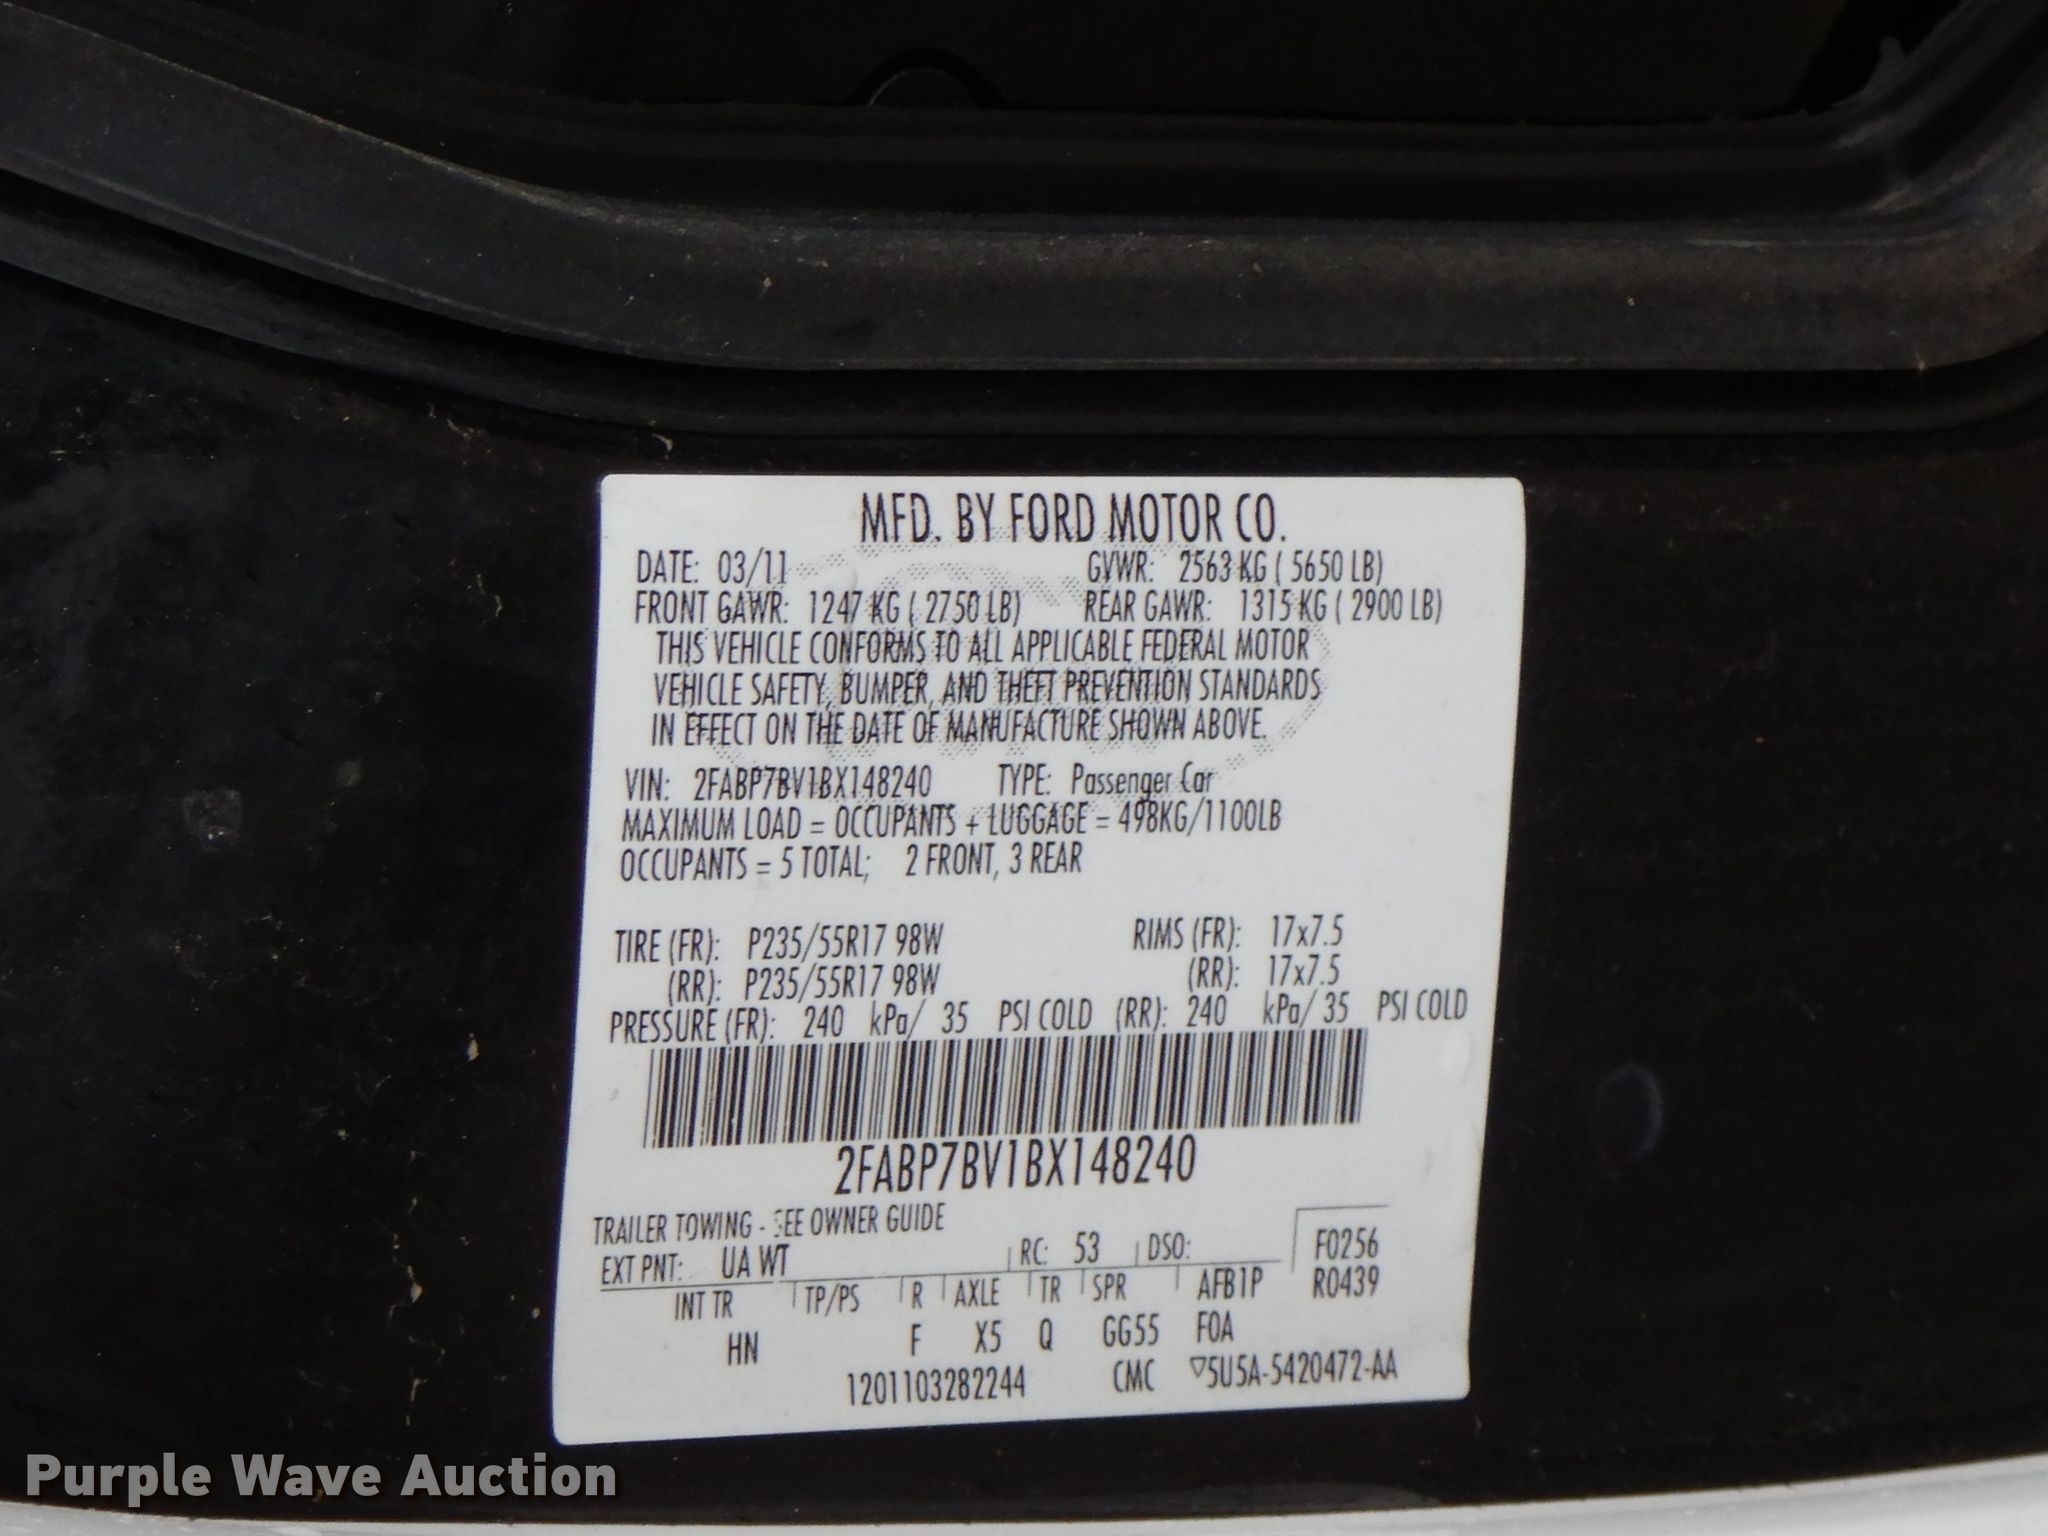 MFD. BY FORD MOTOR CO.
DATE: 03/11 GVWR: 2563 KG ( 5650 LB)
FRONT GAWR: 1247 KG ( 2750 LB) REAR GAWR: 1315 KG ( 2900 LB)
THIS VEHICLE CONFORMS TO ALL APPLICABLE FEDERAL MOTOR
VEHICLE SAFETY, BUMPER, AND THEFT PREVENTION STANDARDS
IN EFFECT ON THE DATE OF MANUFACTURE SHOWN ABOVE.
VIN: 2FABP7BV1BX148240 TYPE: Passenger Car
MAXIMUM LOAD = OCCUPANTS + LUGGAGE = 498KG/1100LB
OCCUPANTS = 5 TOTAL; 2 FRONT, 3 REAR
TIRE (FR): P235/55R17 98W RIMS (FR): 17x7.5
(RR): P235/55R17 98W (RR): 17x7.5
PRESSURE (FR): 240 kPa/ 35 PSI COLD (RR): 240 kPa/ 35 PSI COLD
2FABP7BV1BX148240
TRAILER TOWING - SEE OWNER GUIDE
EXT PNT: UA WT RC: 53 DSO: F0256
INT TR TP/PS R AXLE TR SPR AFB1P R0439
HN F X5 Q GG55 FOA
1201103282244 CMC ▽5U5A-5420472-AA
Purple Wave Auction